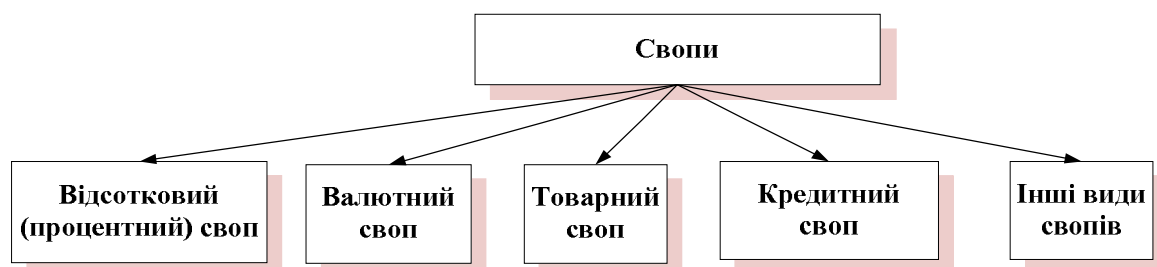 Свопи
Відсотковий
(процентний) своп
Валютний
своп
Товарний
своп
Кредитний
своп
Інші види
свопів